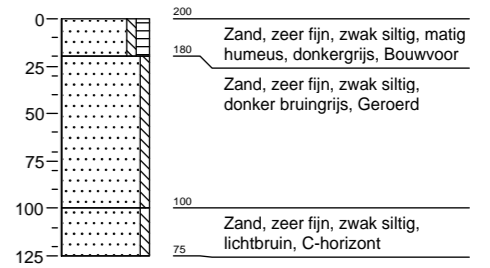 0
25
50
75
100
125
200
Zand, zeer fijn, zwak siltig, matig
humeus, donkergrijs, Bouwvoor
180
Zand, zeer fijn, zwak siltig,
donker bruingrijs, Geroerd
100
Zand, zeer fijn, zwak siltig,
lichtbruin, C-horizont
75